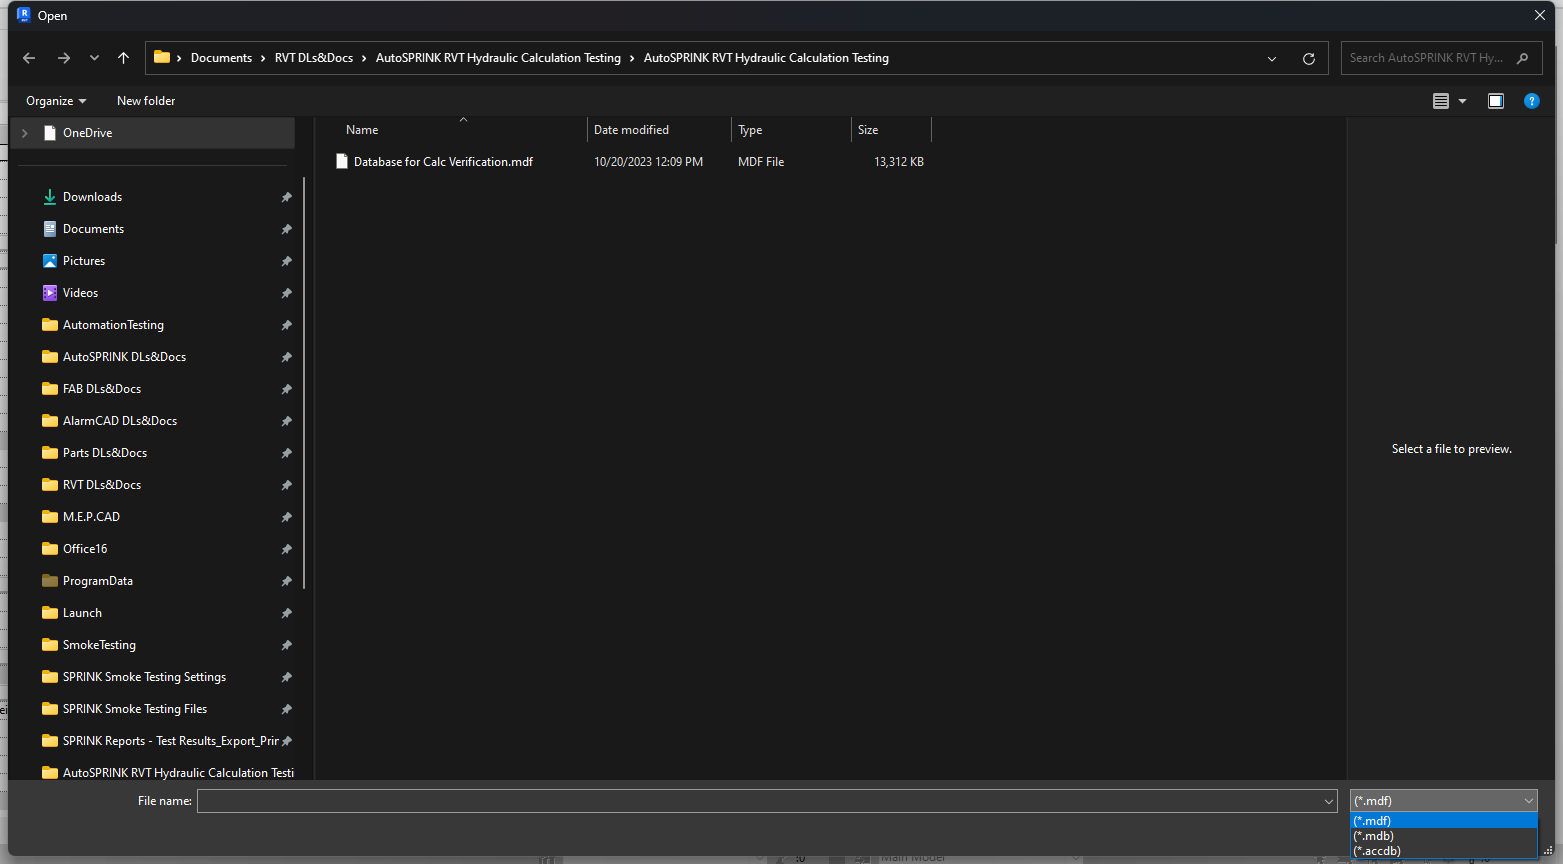 Open
Documents > RVT DLs&Docs > AutoSPRINK RVT Hydraulic Calculation Testing > AutoSPRINK RVT Hydraulic Calculation Testing
Search AutoSPRINK RVT Hy...
Organize
New folder
OneDrive
Downloads
Documents
Pictures
Videos
AutomationTesting
AutoSPRINK DLs&Docs
FAB DLs&Docs
AlarmCAD DLs&Docs
Parts DLs&Docs
RVT DLs&Docs
M.E.P.CAD
Office16
ProgramData
Launch
SmokeTesting
SPRINK Smoke Testing Settings
SPRINK Smoke Testing Files
SPRINK Reports - Test Results_Export_Prin
AutoSPRINK RVT Hydraulic Calculation Testi
Name Date modified Type Size
Database for Calc Verification.mdf 10/20/2023 12:09 PM MDF File 13,312 KB
Select a file to preview.
File name:
(*.mdf)
(*.mdf)
(*.mdb)
(*.accdb)
:0
Main Model